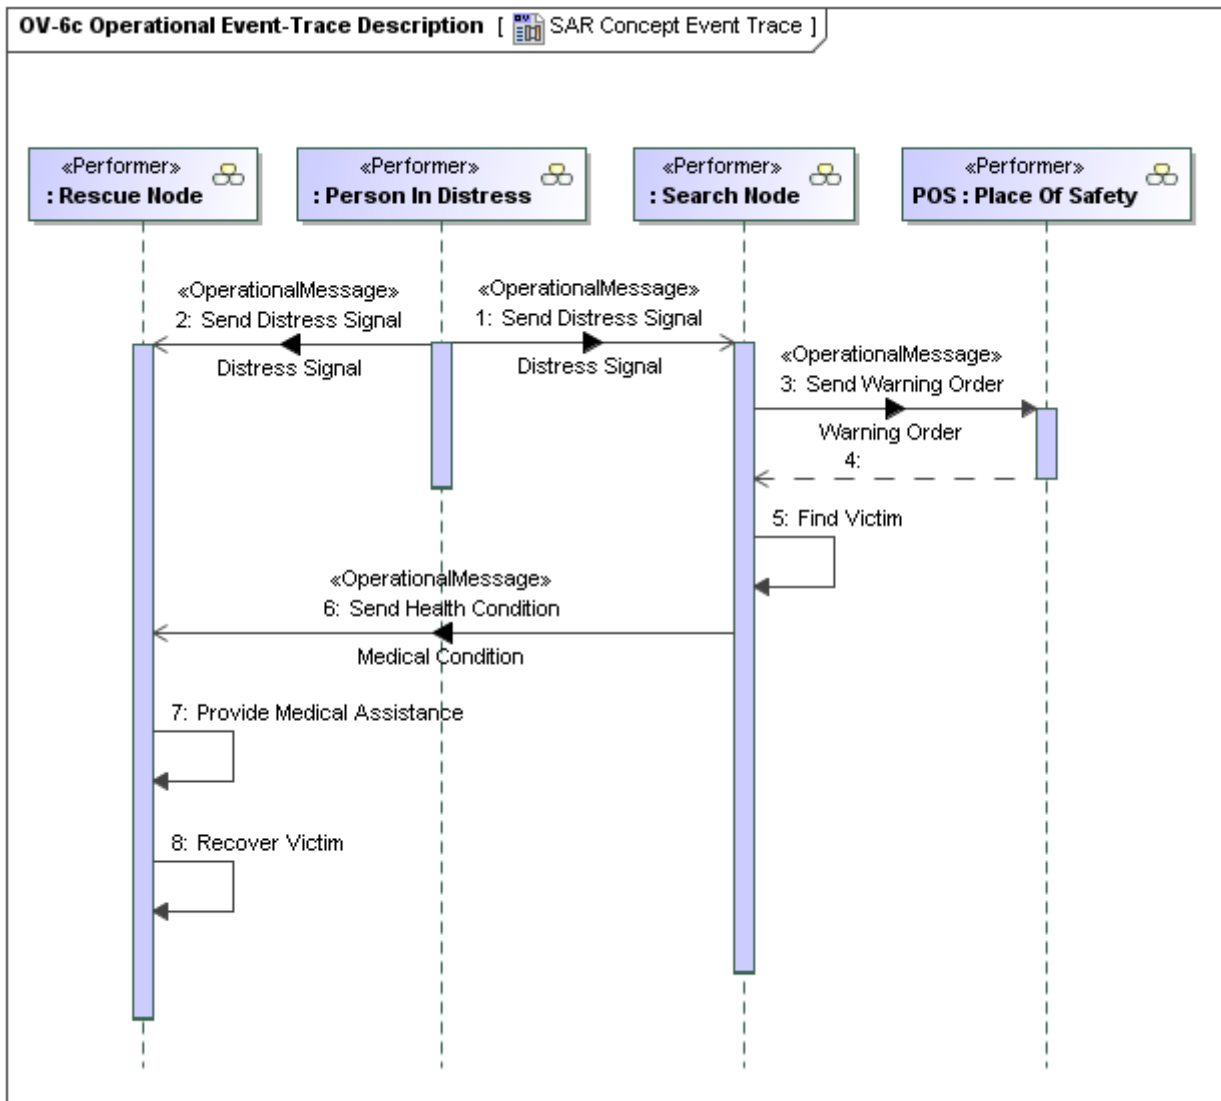 OV-6c Operational Event-Trace Description [ SAR Concept Event Trace ]
«Performer»
: Rescue Node
«Performer»
: Person In Distress
«Performer»
: Search Node
«Performer»
POS : Place Of Safety
«OperationalMessage»
2: Send Distress Signal
Distress Signal
«OperationalMessage»
1: Send Distress Signal
Distress Signal
«OperationalMessage»
3: Send Warning Order
Warning Order
4:
5: Find Victim
«OperationalMessage»
6: Send Health Condition
Medical Condition
7: Provide Medical Assistance
8: Recover Victim